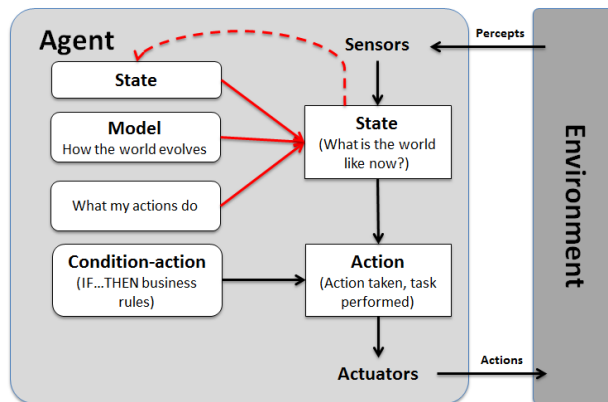 Agent
Sensors
Percepts
State
State
(What is the world
like now?)
Model
How the world evolves
What my actions do
Condition-action
(IF...THEN business
rules)
Action
(Action taken, task
performed)
Actuators
Actions
Environment